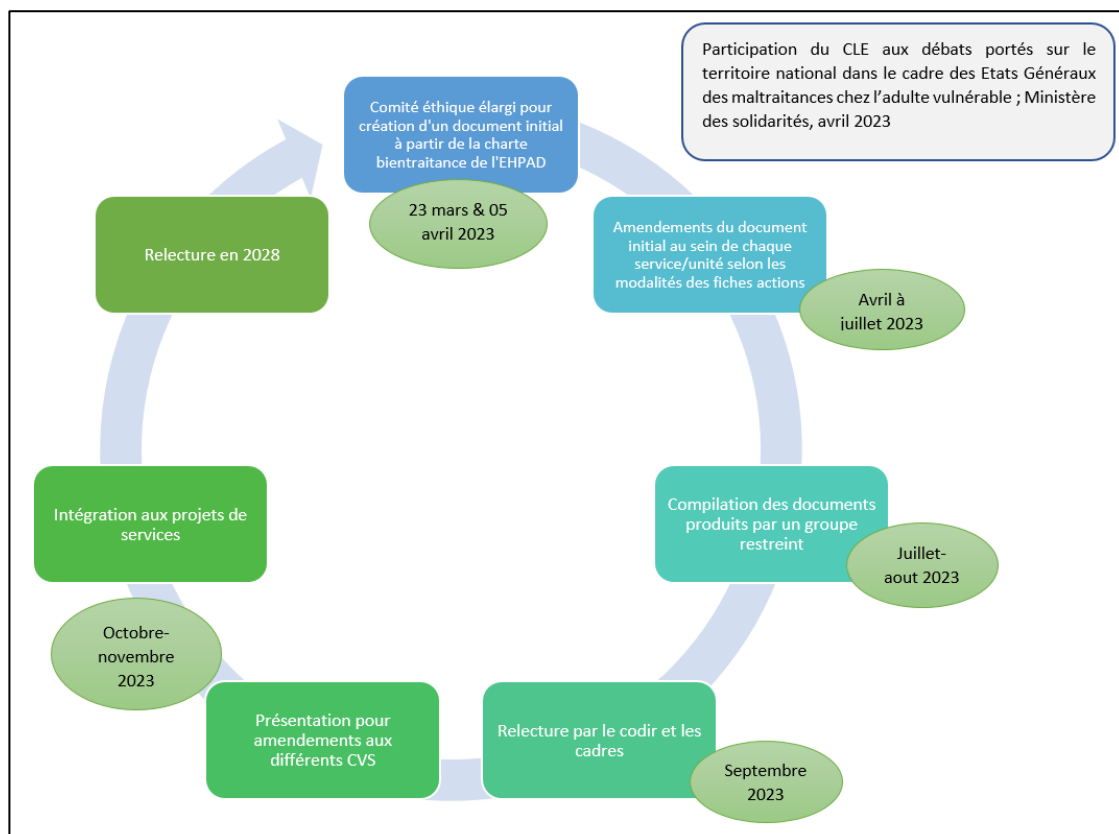 Participation du CLE aux débats portés sur le
territoire national dans le cadre des Etats Généraux
des maltraitances chez l'adulte vulnérable ; Ministère
des solidarités, avril 2023
Comité éthique élargi pour
création d'un document initial
à partir de la charte
bientraitance de l'EHPAD
23 mars & 05
avril 2023
Amendements du document
initial au sein de chaque
service/unité selon les
modalités des fiches actions
Avril à
juillet 2023
Compilation des documents
produits par un groupe
restreint
Juillet-
aout 2023
Relecture par le codir et les
cadres
Septembre
2023
Présentation pour
amendements aux
différents CVS
Octobre-
novembre
2023
Intégration aux projets de
services
Relecture en 2028